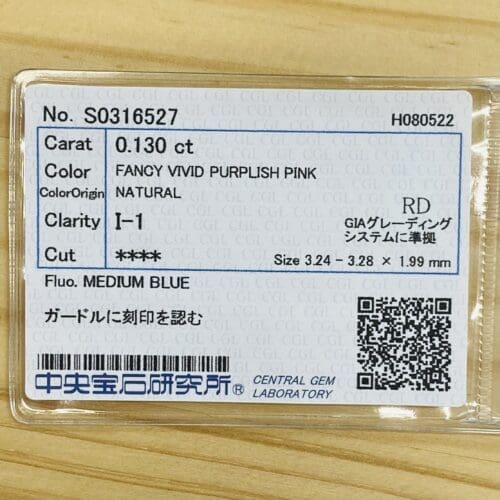 No. S0316527 H080522
Carat 0.130 ct
Color FANCY VIVID PURPLISH PINK
ColorOrigin NATURAL
Clarity I-1
RD
GIAグレーディング
システムに準拠
Cut ****
Size 3.24 - 3.28 × 1.99 mm
Fluo. MEDIUM BLUE
ガードルに刻印を認む
中央宝石研究所® CENTRAL GEM
LABORATORY